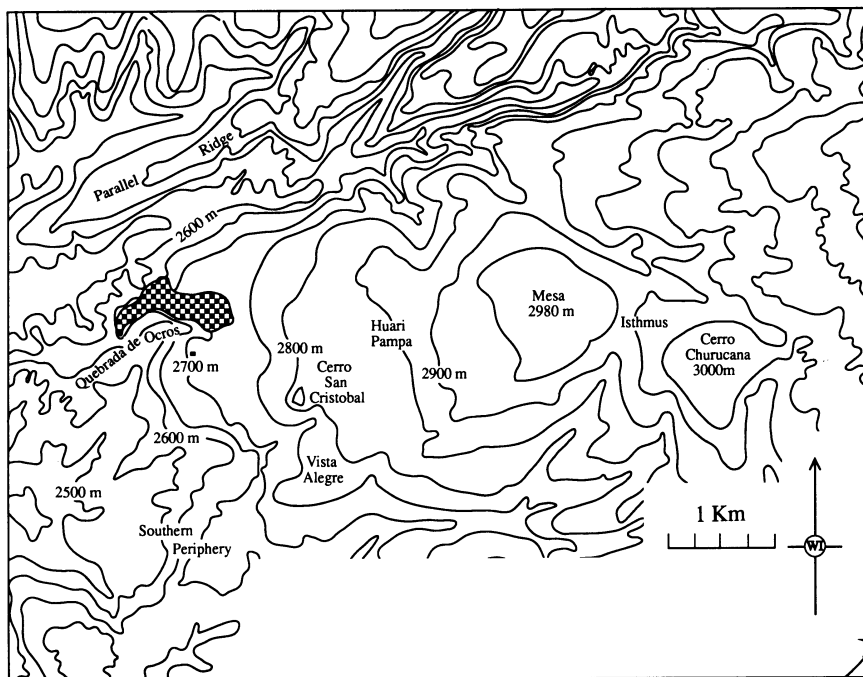 Parallel Ridge
2600 m
Mesa
2980 m
Huari
Pampa
Isthmus
Cerro
Churucana
3000m
Quebrada de Ocros
2700 m
2800 m
Cerro
San
Cristobal
2900 m
2600 m
Vista
Alegre
2500 m
Southern
Periphery
1 Km
WI